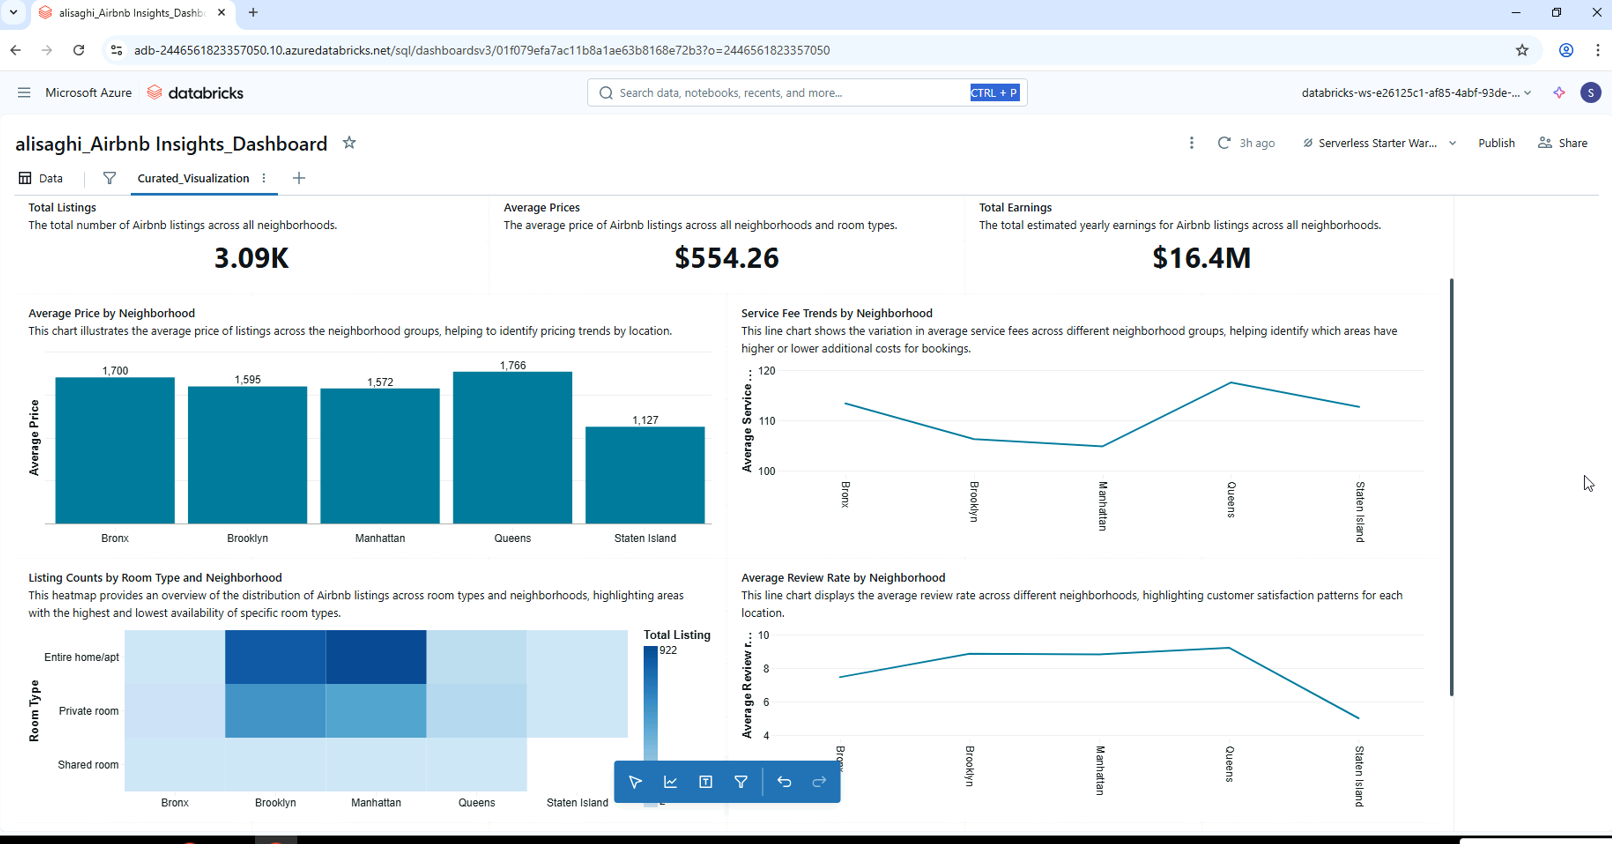 alisaghi_Airbnb Insights_Dashb
adb-2446561823357050.10.azuredatabricks.net/sql/dashboardsv3/01f079efa7ac11b8a1ae63b8168e72b3?o=2446561823357050
Microsoft Azure databricks
Search data, notebooks, recents, and more... CTRL + P
databricks-ws-e26125c1-af85-4abf-93de-... S
alisaghi_Airbnb Insights_Dashboard
3h ago Serverless Starter War... Publish Share
Data Curated_Visualization
Total Listings
The total number of Airbnb listings across all neighborhoods.
3.09K
Average Prices
The average price of Airbnb listings across all neighborhoods and room types.
$554.26
Total Earnings
The total estimated yearly earnings for Airbnb listings across all neighborhoods.
$16.4M
Average Price by Neighborhood
This chart illustrates the average price of listings across the neighborhood groups, helping to identify pricing trends by location.
Average Price
1,700 1,595 1,572 1,766 1,127
Bronx Brooklyn Manhattan Queens Staten Island
Service Fee Trends by Neighborhood
This line chart shows the variation in average service fees across different neighborhood groups, helping identify which areas have
higher or lower additional costs for bookings.
Average Service ...
120
110
100
Bronx Brooklyn Manhattan Queens Staten Island
Listing Counts by Room Type and Neighborhood
This heatmap provides an overview of the distribution of Airbnb listings across room types and neighborhoods, highlighting areas
with the highest and lowest availability of specific room types.
Room Type
Entire home/apt
Private room
Shared room
Bronx Brooklyn Manhattan Queens Staten Island
Total Listing
922
Average Review Rate by Neighborhood
This line chart displays the average review rate across different neighborhoods, highlighting customer satisfaction patterns for each
location.
Average Review r...
10
8
6
4
Bronx Brooklyn Manhattan Queens Staten Island